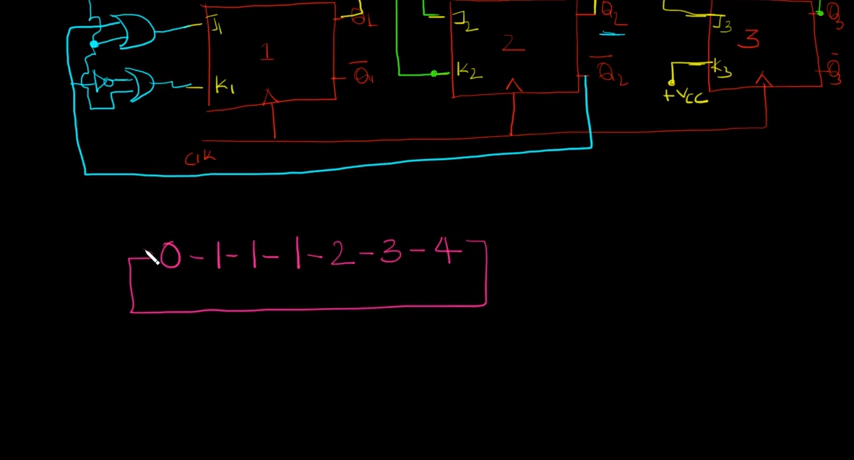 J₁ Q₁ J₂ Q₂ J₃ Q₃
1 2 3
K₁ Q̅₁ K₂ Q̅₂ K₃ Q̅₃
+VCC
CLK
0-1-1-1-2-3-4